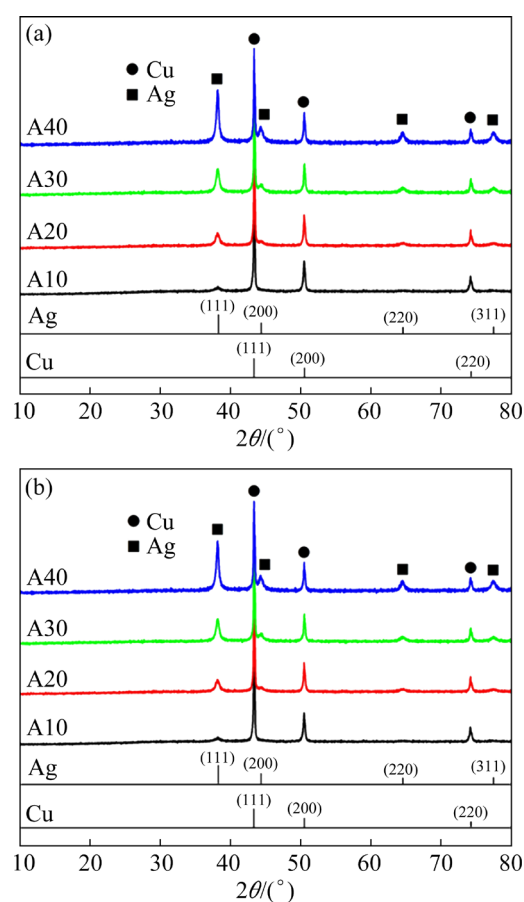 (a)
● Cu
■ Ag
A40
A30
A20
A10
Ag
(111)
(200)
(220)
(311)
Cu
(111)
(200)
(220)
10 20 30 40 50 60 70 80
2θ/(°)
(b)
● Cu
■ Ag
A40
A30
A20
A10
Ag
(111)
(200)
(220)
(311)
Cu
(111)
(200)
(220)
10 20 30 40 50 60 70 80
2θ/(°)